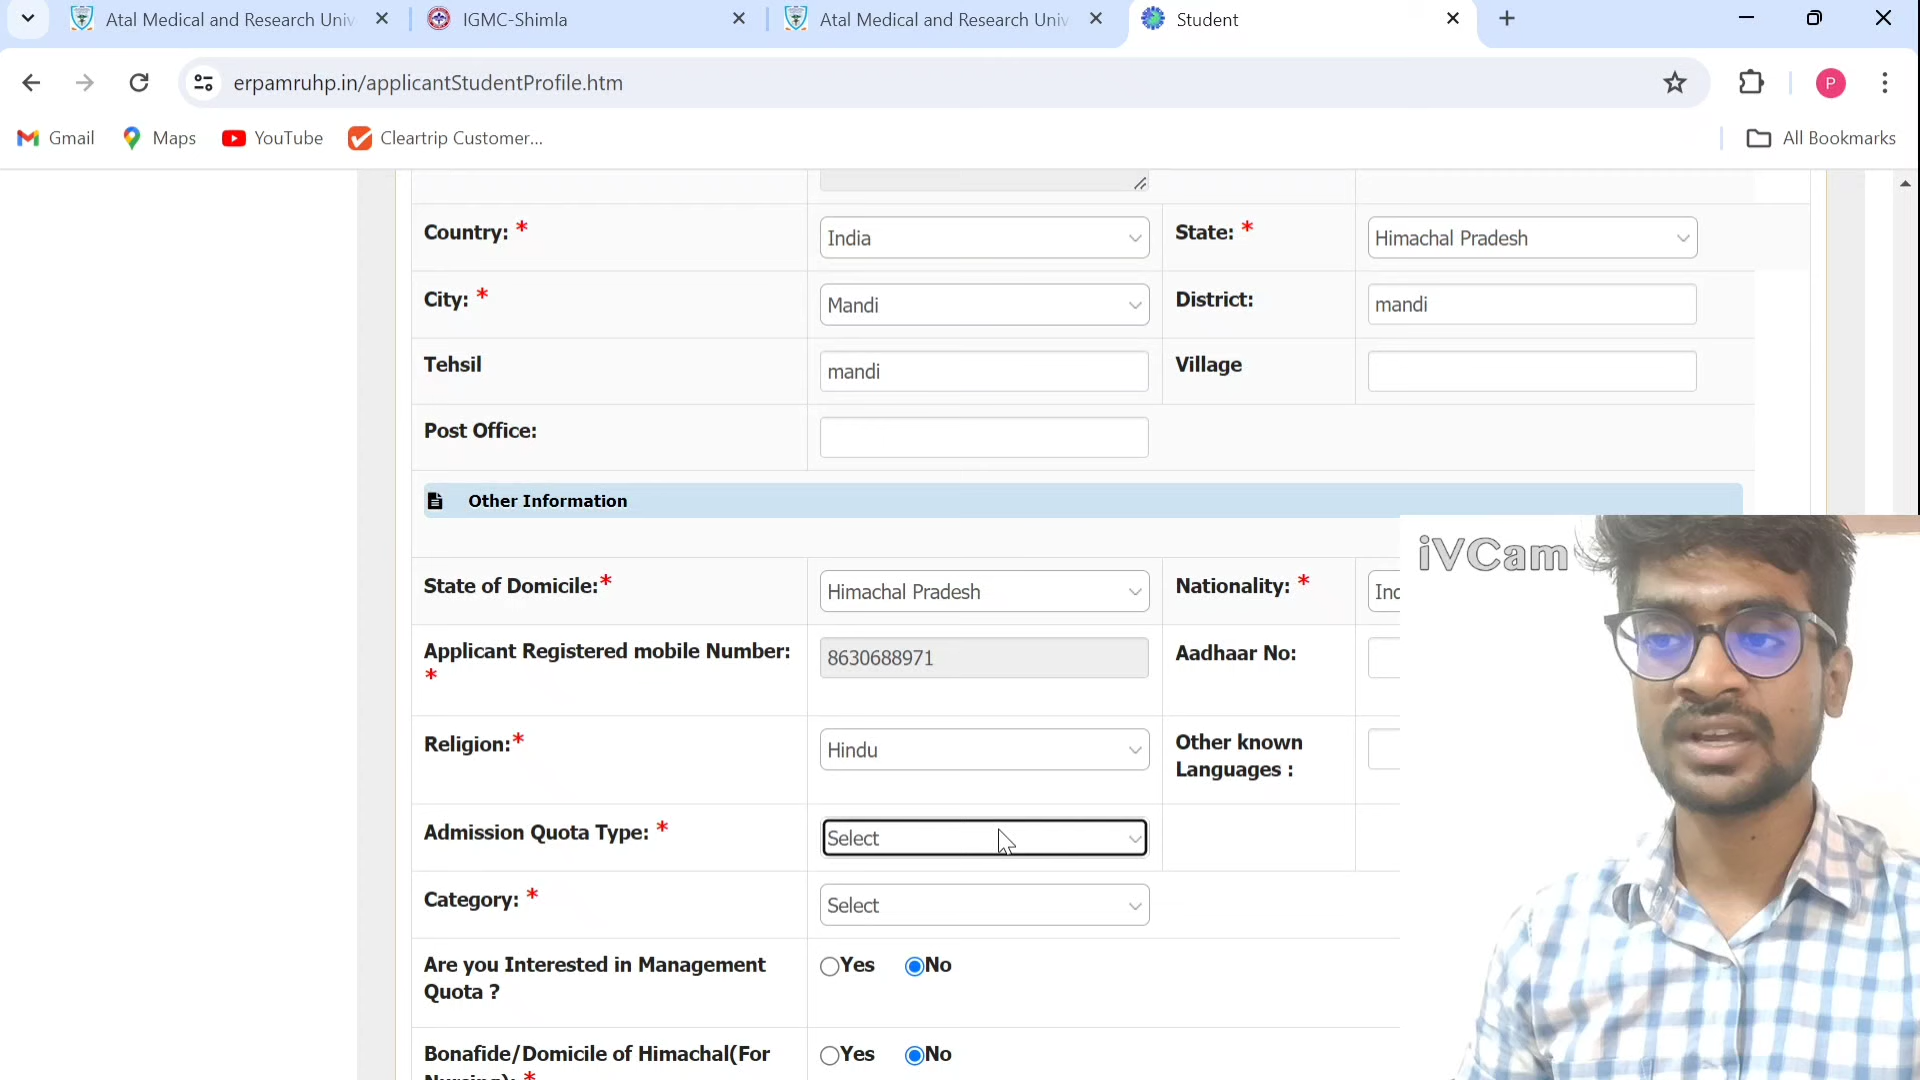 Atal Medical and Research Univ
IGMC-Shimla
Atal Medical and Research Univ
Student
erpamruhp.in/applicantStudentProfile.htm
P
Gmail
Maps
YouTube
Cleartrip Customer...
All Bookmarks
Country: *
India
State: *
Himachal Pradesh
City: *
Mandi
District:
mandi
Tehsil
mandi
Village
Post Office:
Other Information
State of Domicile:*
Himachal Pradesh
Nationality: *
Applicant Registered mobile Number:
*
8630688971
Aadhaar No:
Religion:*
Hindu
Other known
Languages :
Admission Quota Type: *
Select
Category: *
Select
Are you Interested in Management
Quota ?
Yes
No
Bonafide/Domicile of Himachal(For
Yes
No
iVCam